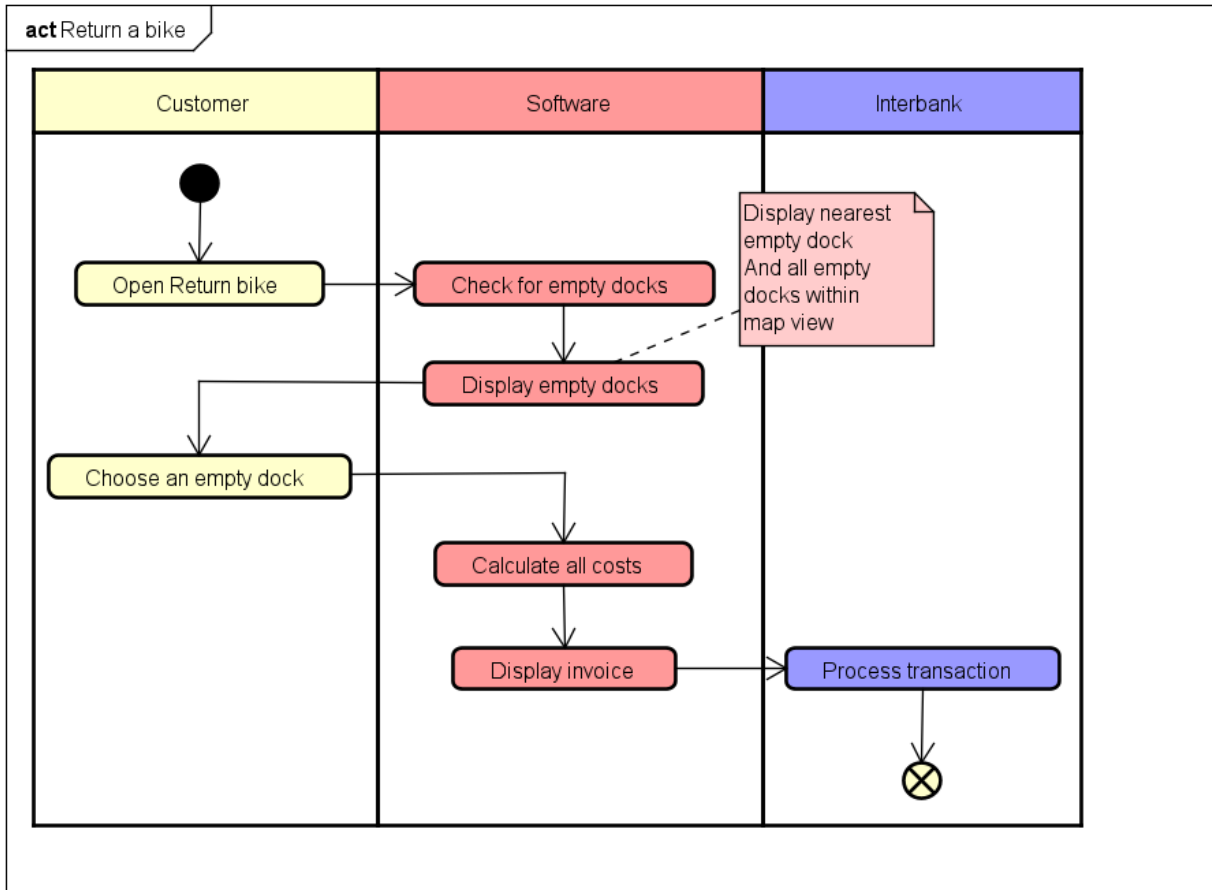 act Return a bike
Customer
Software
Interbank
Display nearest
empty dock
And all empty
docks within
map view
Open Return bike
Check for empty docks
Display empty docks
Choose an empty dock
Calculate all costs
Display invoice
Process transaction